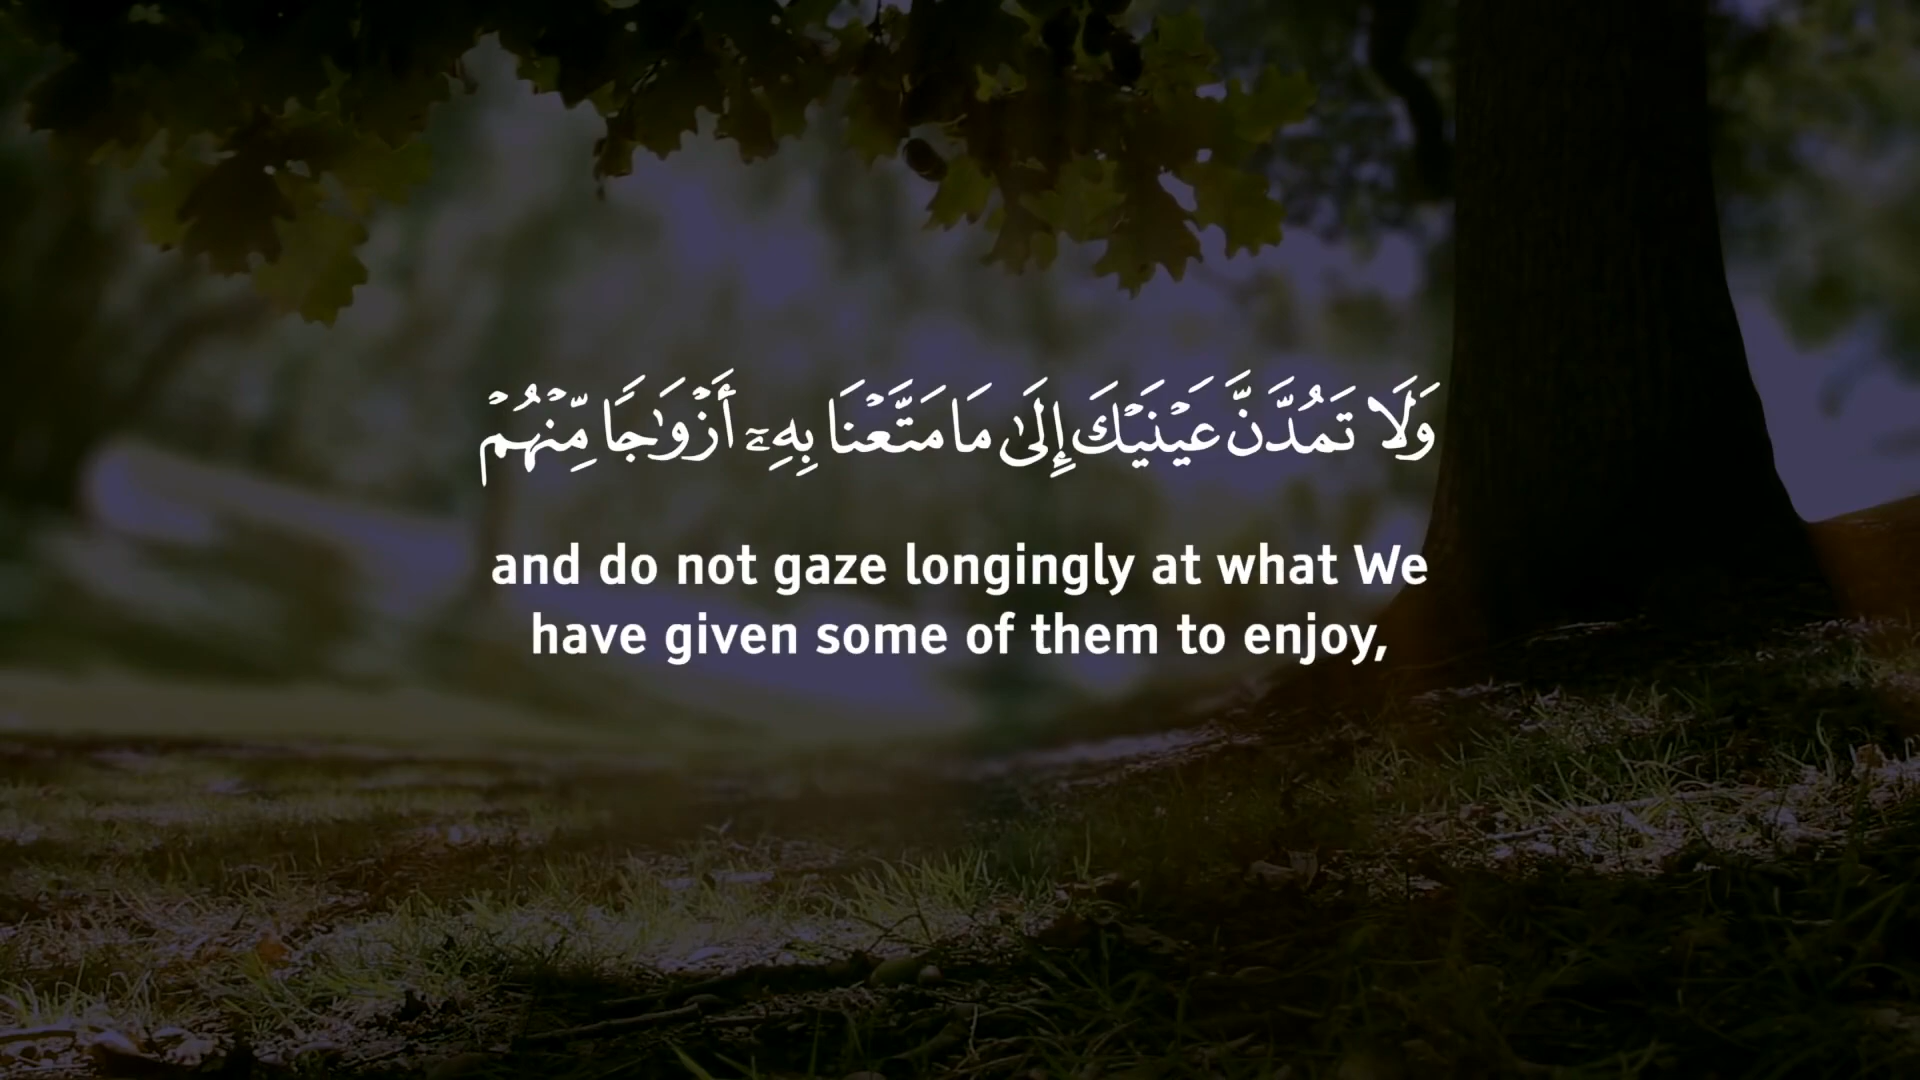 وَلَا تَمُدَّنَّ عَيْنَيْكَ إِلَىٰ مَا مَتَّعْنَا بِهِۦٓ أَزْوَٰجًا مِّنْهُمْ
and do not gaze longingly at what We
have given some of them to enjoy,